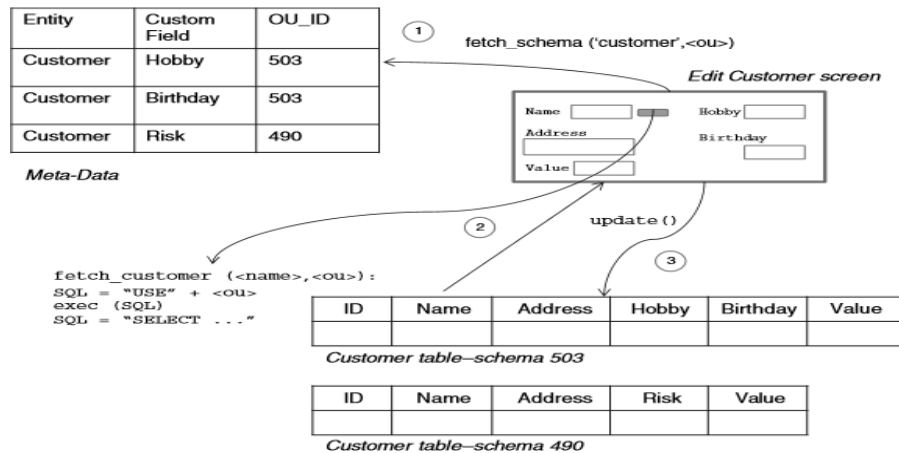 Entity Custom Field OU_ID
Customer Hobby 503
Customer Birthday 503
Customer Risk 490
Meta-Data
1
fetch_schema (‘customer’,<ou>)
Edit Customer screen
Name Hobby
Address Birthday
Value
2
update()
3
fetch_customer (<name>,<ou>):
SQL = “USE” + <ou>
exec (SQL)
SQL = “SELECT ...”
ID Name Address Hobby Birthday Value
Customer table–schema 503
ID Name Address Risk Value
Customer table–schema 490